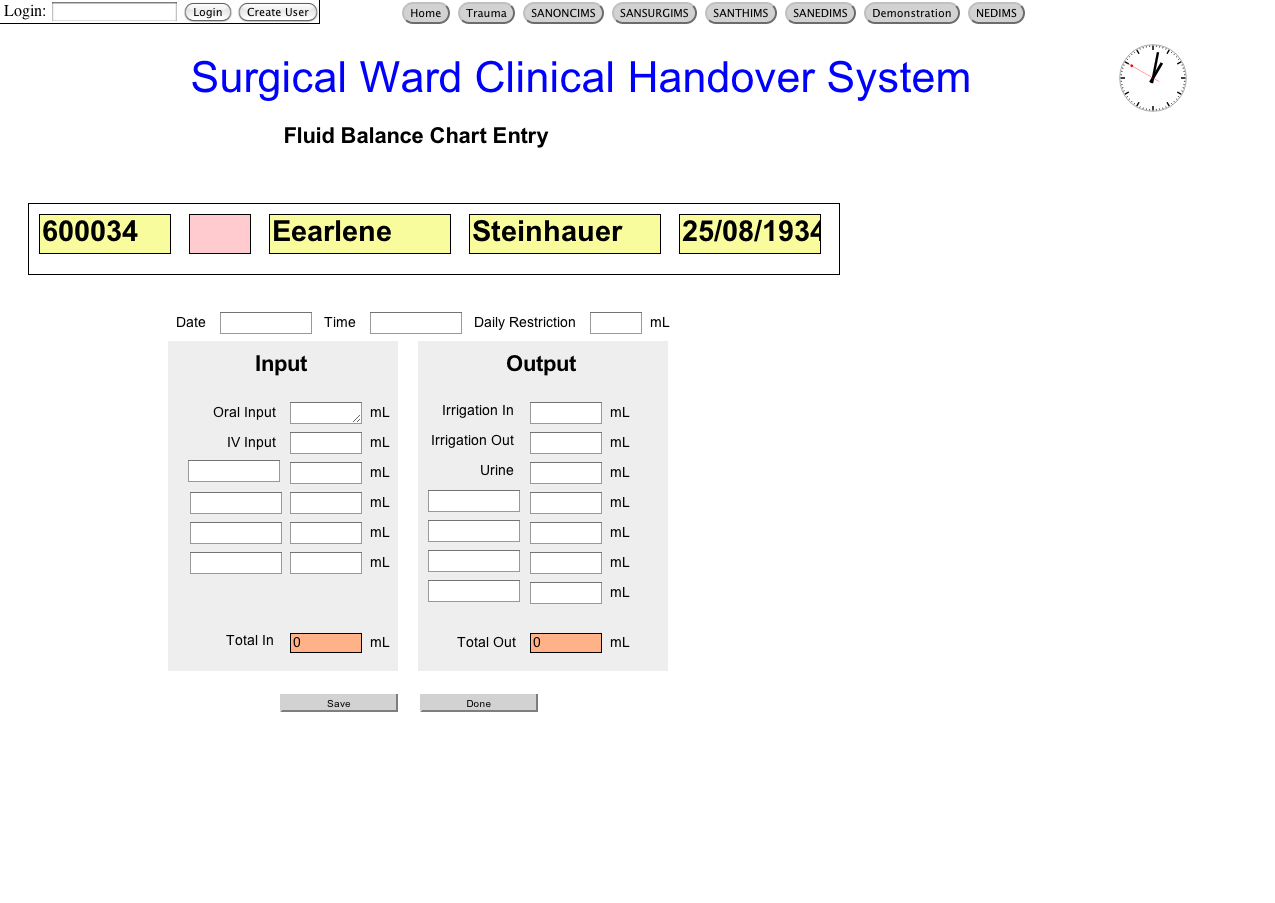 Login: Login Create User Home Trauma SANONCIMS SANSURGIMS SANTHIMS SANEDIMS Demonstration NEDIMS
Surgical Ward Clinical Handover System
Fluid Balance Chart Entry
600034 Eearlene Steinhauer 25/08/1934
Date Time Daily Restriction mL
Input Output
Oral Input mL Irrigation In mL
IV Input mL Irrigation Out mL
mL Urine mL
mL mL
mL mL
mL mL
mL
Total In 0 mL Total Out 0 mL
Save Done